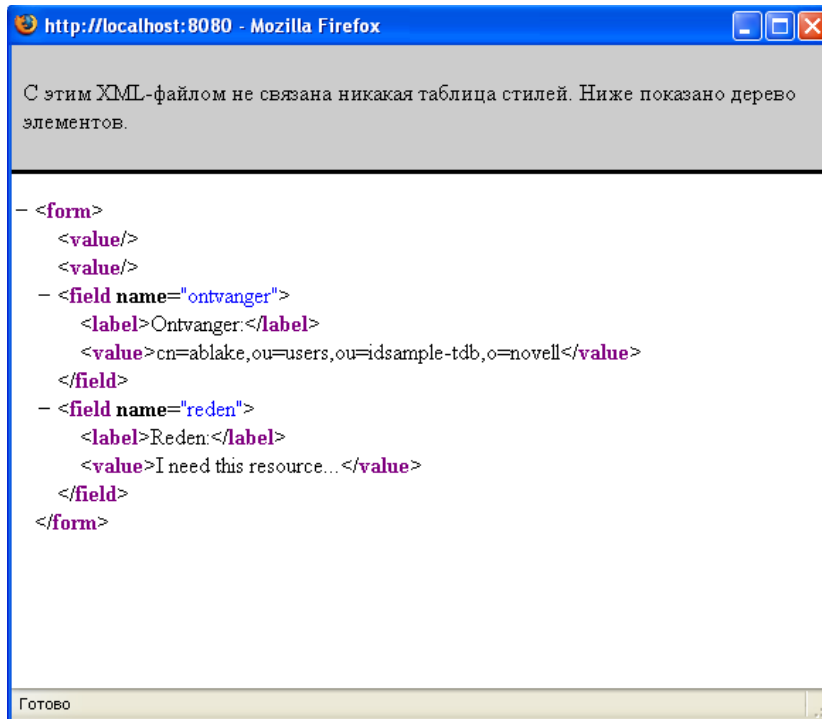 http://localhost:8080 - Mozilla Firefox
С этим XML-файлом не связана никакая таблица стилей. Ниже показано дерево
элементов.
− <form>
<value/>
<value/>
− <field name="ontvanger">
<label>Ontvanger:</label>
<value>cn=ablake,ou=users,ou=idsample-tdb,o=novell</value>
</field>
− <field name="reden">
<label>Reden:</label>
<value>I need this resource...</value>
</field>
</form>
Готово